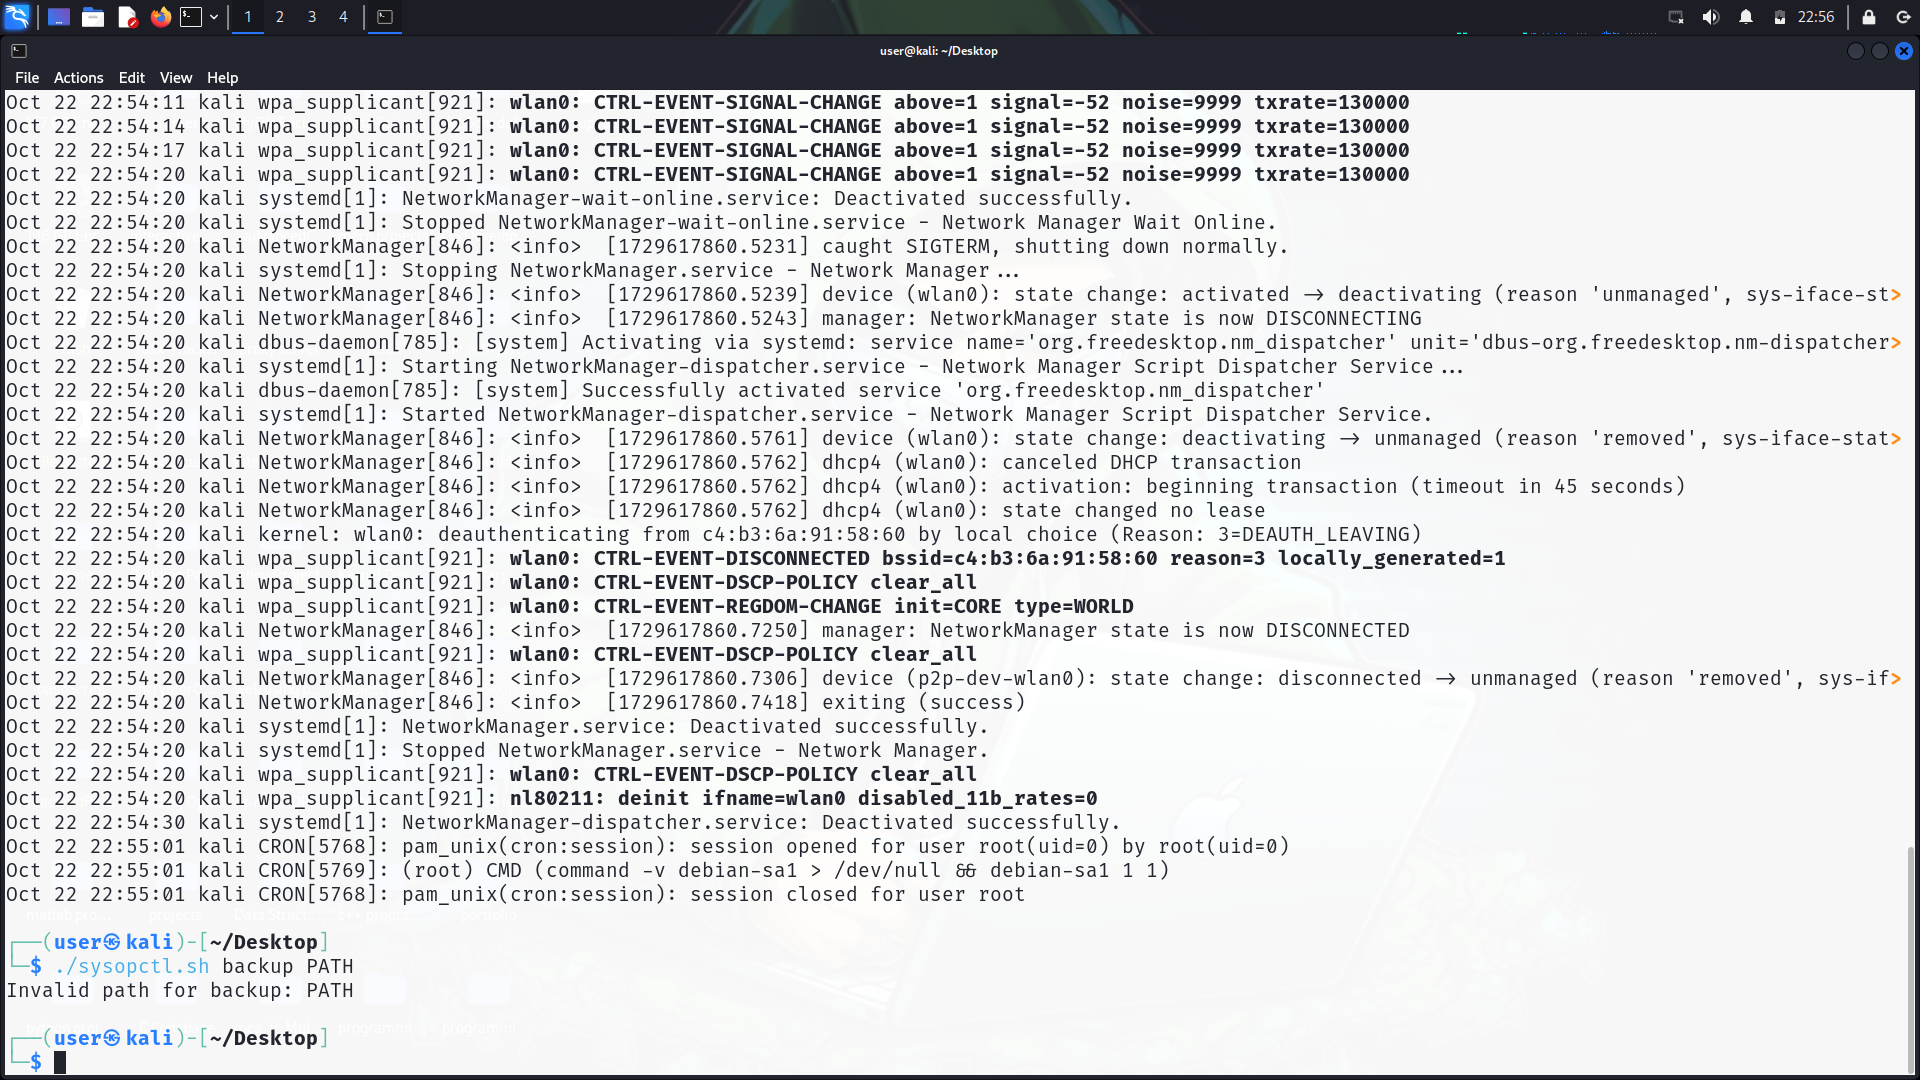 1 2 3 4 22:56
user@kali: ~/Desktop
File Actions Edit View Help
Oct 22 22:54:11 kali wpa_supplicant[921]: wlan0: CTRL-EVENT-SIGNAL-CHANGE above=1 signal=-52 noise=9999 txrate=130000
Oct 22 22:54:14 kali wpa_supplicant[921]: wlan0: CTRL-EVENT-SIGNAL-CHANGE above=1 signal=-52 noise=9999 txrate=130000
Oct 22 22:54:17 kali wpa_supplicant[921]: wlan0: CTRL-EVENT-SIGNAL-CHANGE above=1 signal=-52 noise=9999 txrate=130000
Oct 22 22:54:20 kali wpa_supplicant[921]: wlan0: CTRL-EVENT-SIGNAL-CHANGE above=1 signal=-52 noise=9999 txrate=130000
Oct 22 22:54:20 kali systemd[1]: NetworkManager-wait-online.service: Deactivated successfully.
Oct 22 22:54:20 kali systemd[1]: Stopped NetworkManager-wait-online.service - Network Manager Wait Online.
Oct 22 22:54:20 kali NetworkManager[846]: <info>  [1729617860.5231] caught SIGTERM, shutting down normally.
Oct 22 22:54:20 kali systemd[1]: Stopping NetworkManager.service - Network Manager...
Oct 22 22:54:20 kali NetworkManager[846]: <info>  [1729617860.5239] device (wlan0): state change: activated -> deactivating (reason 'unmanaged', sys-iface-st>
Oct 22 22:54:20 kali NetworkManager[846]: <info>  [1729617860.5243] manager: NetworkManager state is now DISCONNECTING
Oct 22 22:54:20 kali dbus-daemon[785]: [system] Activating via systemd: service name='org.freedesktop.nm_dispatcher' unit='dbus-org.freedesktop.nm-dispatcher>
Oct 22 22:54:20 kali systemd[1]: Starting NetworkManager-dispatcher.service - Network Manager Script Dispatcher Service...
Oct 22 22:54:20 kali dbus-daemon[785]: [system] Successfully activated service 'org.freedesktop.nm_dispatcher'
Oct 22 22:54:20 kali systemd[1]: Started NetworkManager-dispatcher.service - Network Manager Script Dispatcher Service.
Oct 22 22:54:20 kali NetworkManager[846]: <info>  [1729617860.5761] device (wlan0): state change: deactivating -> unmanaged (reason 'removed', sys-iface-stat>
Oct 22 22:54:20 kali NetworkManager[846]: <info>  [1729617860.5762] dhcp4 (wlan0): canceled DHCP transaction
Oct 22 22:54:20 kali NetworkManager[846]: <info>  [1729617860.5762] dhcp4 (wlan0): activation: beginning transaction (timeout in 45 seconds)
Oct 22 22:54:20 kali NetworkManager[846]: <info>  [1729617860.5762] dhcp4 (wlan0): state changed no lease
Oct 22 22:54:20 kali kernel: wlan0: deauthenticating from c4:b3:6a:91:58:60 by local choice (Reason: 3=DEAUTH_LEAVING)
Oct 22 22:54:20 kali wpa_supplicant[921]: wlan0: CTRL-EVENT-DISCONNECTED bssid=c4:b3:6a:91:58:60 reason=3 locally_generated=1
Oct 22 22:54:20 kali wpa_supplicant[921]: wlan0: CTRL-EVENT-DSCP-POLICY clear_all
Oct 22 22:54:20 kali wpa_supplicant[921]: wlan0: CTRL-EVENT-REGDOM-CHANGE init=CORE type=WORLD
Oct 22 22:54:20 kali NetworkManager[846]: <info>  [1729617860.7250] manager: NetworkManager state is now DISCONNECTED
Oct 22 22:54:20 kali wpa_supplicant[921]: wlan0: CTRL-EVENT-DSCP-POLICY clear_all
Oct 22 22:54:20 kali NetworkManager[846]: <info>  [1729617860.7306] device (p2p-dev-wlan0): state change: disconnected -> unmanaged (reason 'removed', sys-if>
Oct 22 22:54:20 kali NetworkManager[846]: <info>  [1729617860.7418] exiting (success)
Oct 22 22:54:20 kali systemd[1]: NetworkManager.service: Deactivated successfully.
Oct 22 22:54:20 kali systemd[1]: Stopped NetworkManager.service - Network Manager.
Oct 22 22:54:20 kali wpa_supplicant[921]: wlan0: CTRL-EVENT-DSCP-POLICY clear_all
Oct 22 22:54:20 kali wpa_supplicant[921]: nl80211: deinit ifname=wlan0 disabled_11b_rates=0
Oct 22 22:54:30 kali systemd[1]: NetworkManager-dispatcher.service: Deactivated successfully.
Oct 22 22:55:01 kali CRON[5768]: pam_unix(cron:session): session opened for user root(uid=0) by root(uid=0)
Oct 22 22:55:01 kali CRON[5769]: (root) CMD (command -v debian-sa1 > /dev/null && debian-sa1 1 1)
Oct 22 22:55:01 kali CRON[5768]: pam_unix(cron:session): session closed for user root
┌──(user㉿kali)-[~/Desktop]
└─$ ./sysopctl.sh backup PATH
Invalid path for backup: PATH
┌──(user㉿kali)-[~/Desktop]
└─$